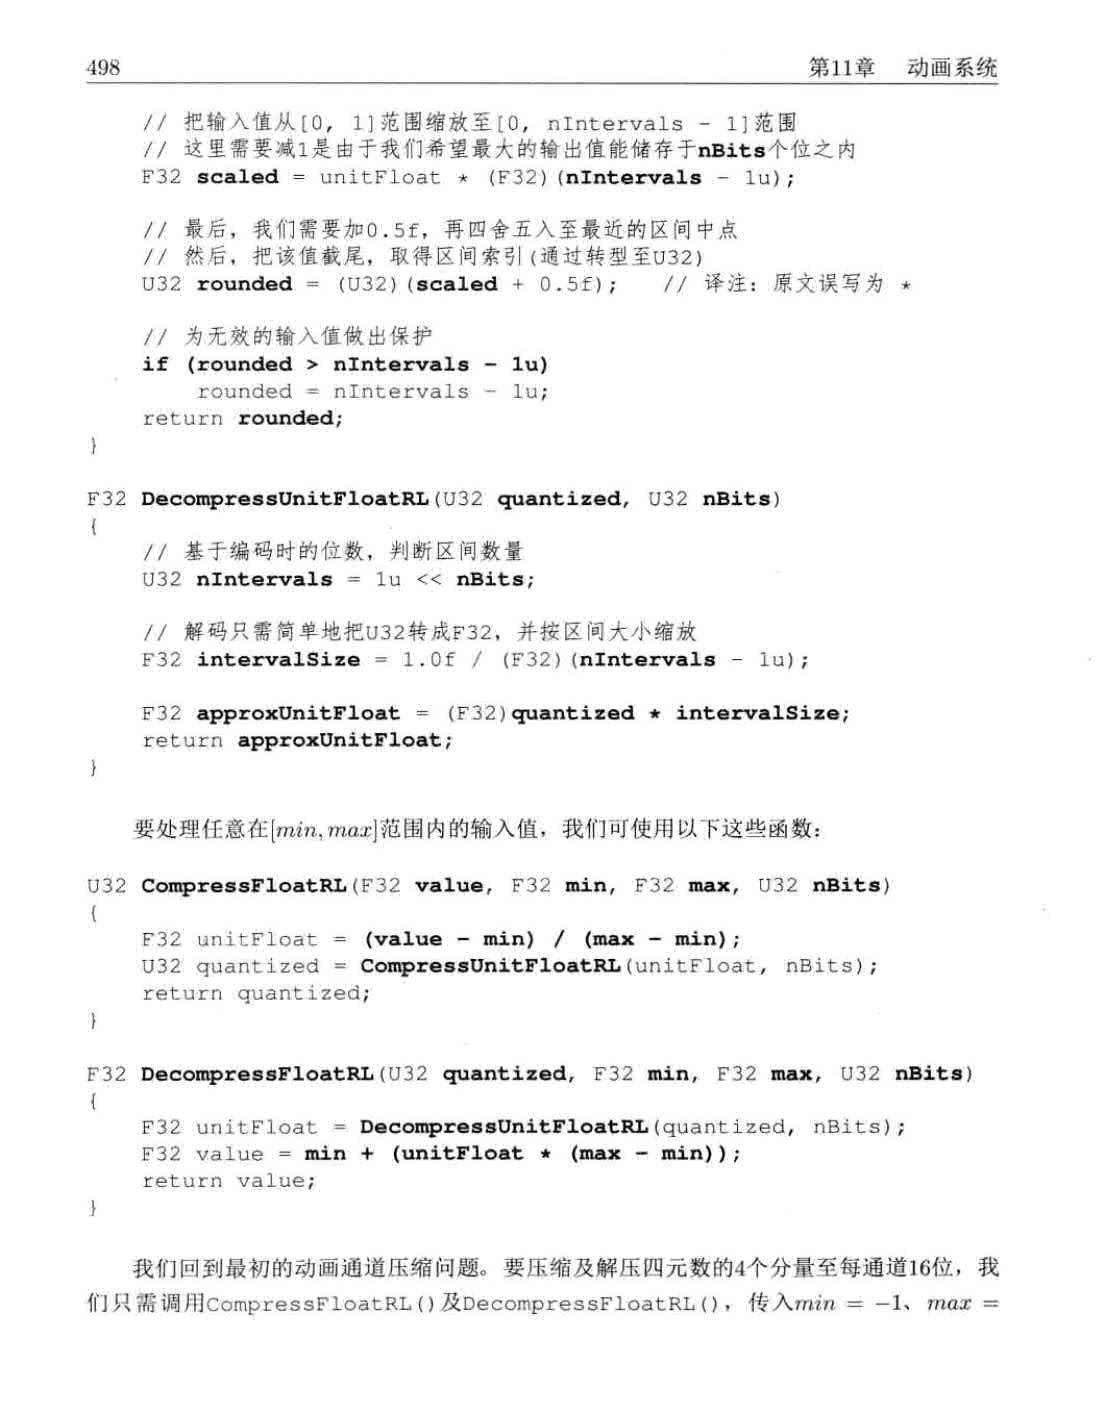 498 第11章 动画系统
// 把输入值从[0, 1]范围缩放至[0, nIntervals - 1]范围
// 这里需要减1是由于我们希望最大的输出值能储存于nBits个位之内
F32 scaled = unitFloat * (F32)(nIntervals - 1u);
// 最后，我们需要加0.5f，再四舍五入至最近的区间中点
// 然后，把该值截尾，取得区间索引(通过转型至U32)
U32 rounded = (U32)(scaled + 0.5f); // 译注：原文误写为 *
// 为无效的输入值做出保护
if (rounded > nIntervals - 1u)
rounded = nIntervals - 1u;
return rounded;
}
F32 DecompressUnitFloatRL(U32 quantized, U32 nBits)
{
// 基于编码时的位数，判断区间数量
U32 nIntervals = 1u << nBits;
// 解码只需简单地把U32转成F32，并按区间大小缩放
F32 intervalSize = 1.0f / (F32)(nIntervals - 1u);
F32 approxUnitFloat = (F32)quantized * intervalSize;
return approxUnitFloat;
}
要处理任意在[min, max]范围内的输入值，我们可使用以下这些函数：
U32 CompressFloatRL(F32 value, F32 min, F32 max, U32 nBits)
{
F32 unitFloat = (value - min) / (max - min);
U32 quantized = CompressUnitFloatRL(unitFloat, nBits);
return quantized;
}
F32 DecompressFloatRL(U32 quantized, F32 min, F32 max, U32 nBits)
{
F32 unitFloat = DecompressUnitFloatRL(quantized, nBits);
F32 value = min + (unitFloat * (max - min));
return value;
}
我们回到最初的动画通道压缩问题。要压缩及解压四元数的4个分量至每通道16位，我
们只需调用CompressFloatRL()及DecompressFloatRL()，传入min = −1、max =